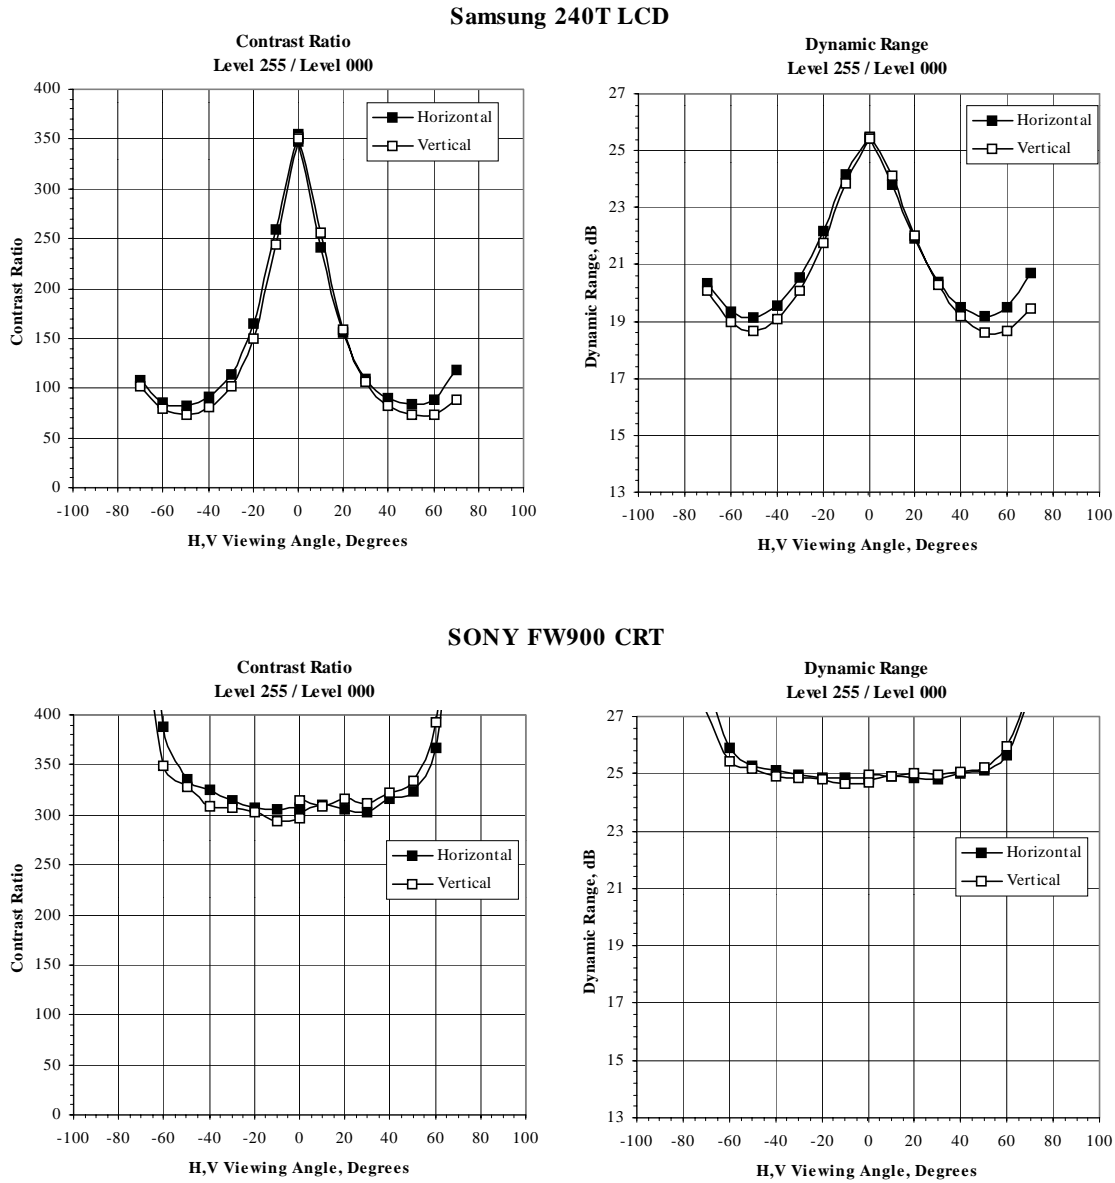 Samsung 240T LCD
Contrast Ratio
Level 255 / Level 000
400
350
300
250
200
150
100
50
0
Contrast Ratio
Horizontal
Vertical
-100 -80 -60 -40 -20 0 20 40 60 80 100
H,V Viewing Angle, Degrees
Dynamic Range
Level 255 / Level 000
27
25
23
21
19
17
15
13
Dynamic Range, dB
Horizontal
Vertical
-100 -80 -60 -40 -20 0 20 40 60 80 100
H,V Viewing Angle, Degrees
SONY FW900 CRT
Contrast Ratio
Level 255 / Level 000
400
350
300
250
200
150
100
50
0
Contrast Ratio
Horizontal
Vertical
-100 -80 -60 -40 -20 0 20 40 60 80 100
H,V Viewing Angle, Degrees
Dynamic Range
Level 255 / Level 000
27
25
23
21
19
17
15
13
Dynamic Range, dB
Horizontal
Vertical
-100 -80 -60 -40 -20 0 20 40 60 80 100
H,V Viewing Angle, Degrees